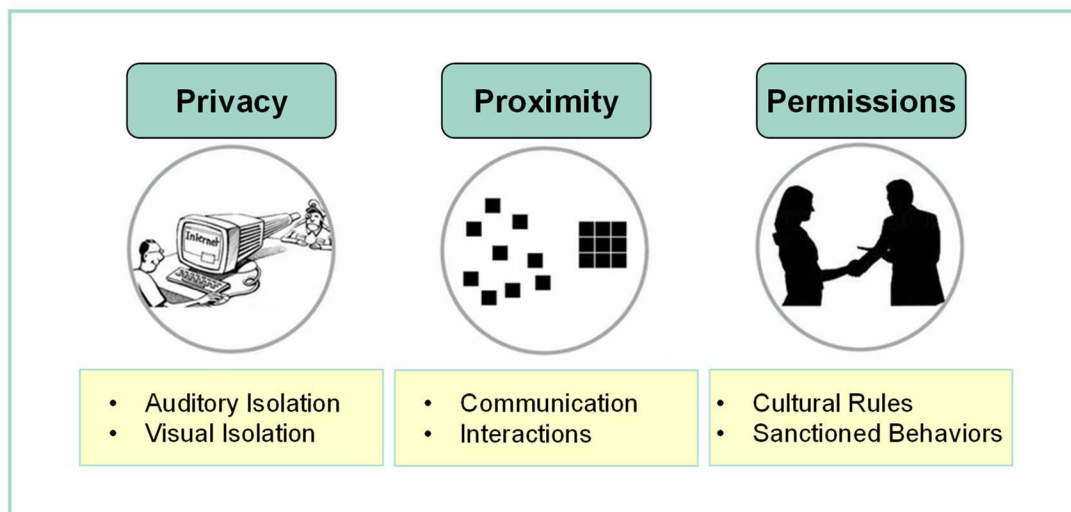 Privacy
Proximity
Permissions
Internet
• Auditory Isolation
• Visual Isolation
• Communication
• Interactions
• Cultural Rules
• Sanctioned Behaviors